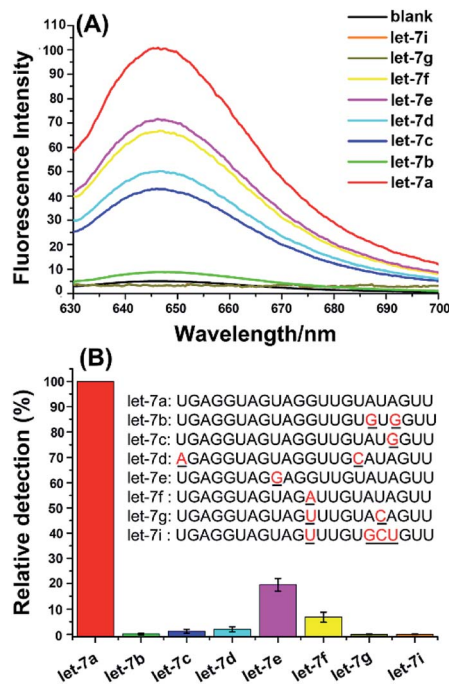 (A)
Fluorescence Intensity
110
100
90
80
70
60
50
40
30
20
10
0
630 640 650 660 670 680 690 700
Wavelength/nm
blank
let-7i
let-7g
let-7f
let-7e
let-7d
let-7c
let-7b
let-7a
(B)
Relative detection (%)
100
90
80
70
60
50
40
30
20
10
0
let-7a: UGAGGUAGUAGGUUGUAUAGUU
let-7b: UGAGGUAGUAGGUUGUGUGGUU
let-7c: UGAGGUAGUAGGUUGUAUGGUU
let-7d: AGAGGUAGUAGGUUGCAUAGUU
let-7e: UGAGGUAGGAGGUUGUAUAGUU
let-7f: UGAGGUAGUAGAUUGUAUAGUU
let-7g: UGAGGUAGUAGUUUGUACAGUU
let-7i : UGAGGUAGUAGUUUGUGCUGUU
let-7a let-7b let-7c let-7d let-7e let-7f let-7g let-7i